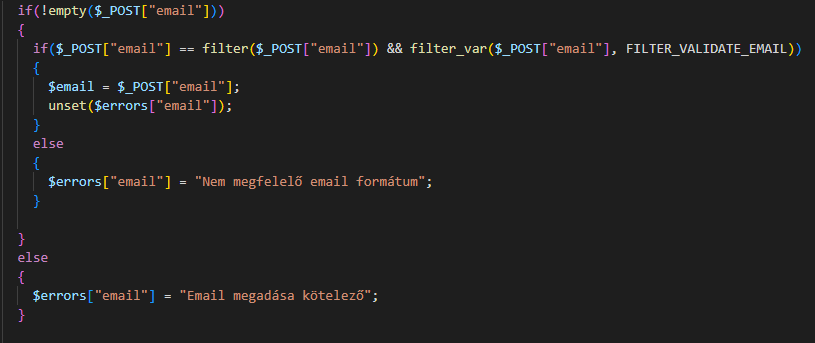 if(!empty($_POST["email"]))
{
if($_POST["email"] == filter($_POST["email"]) && filter_var($_POST["email"], FILTER_VALIDATE_EMAIL))
{
$email = $_POST["email"];
unset($errors["email"]);
}
else
{
$errors["email"] = "Nem megfelelő email formátum";
}
}
else
{
$errors["email"] = "Email megadása kötelező";
}